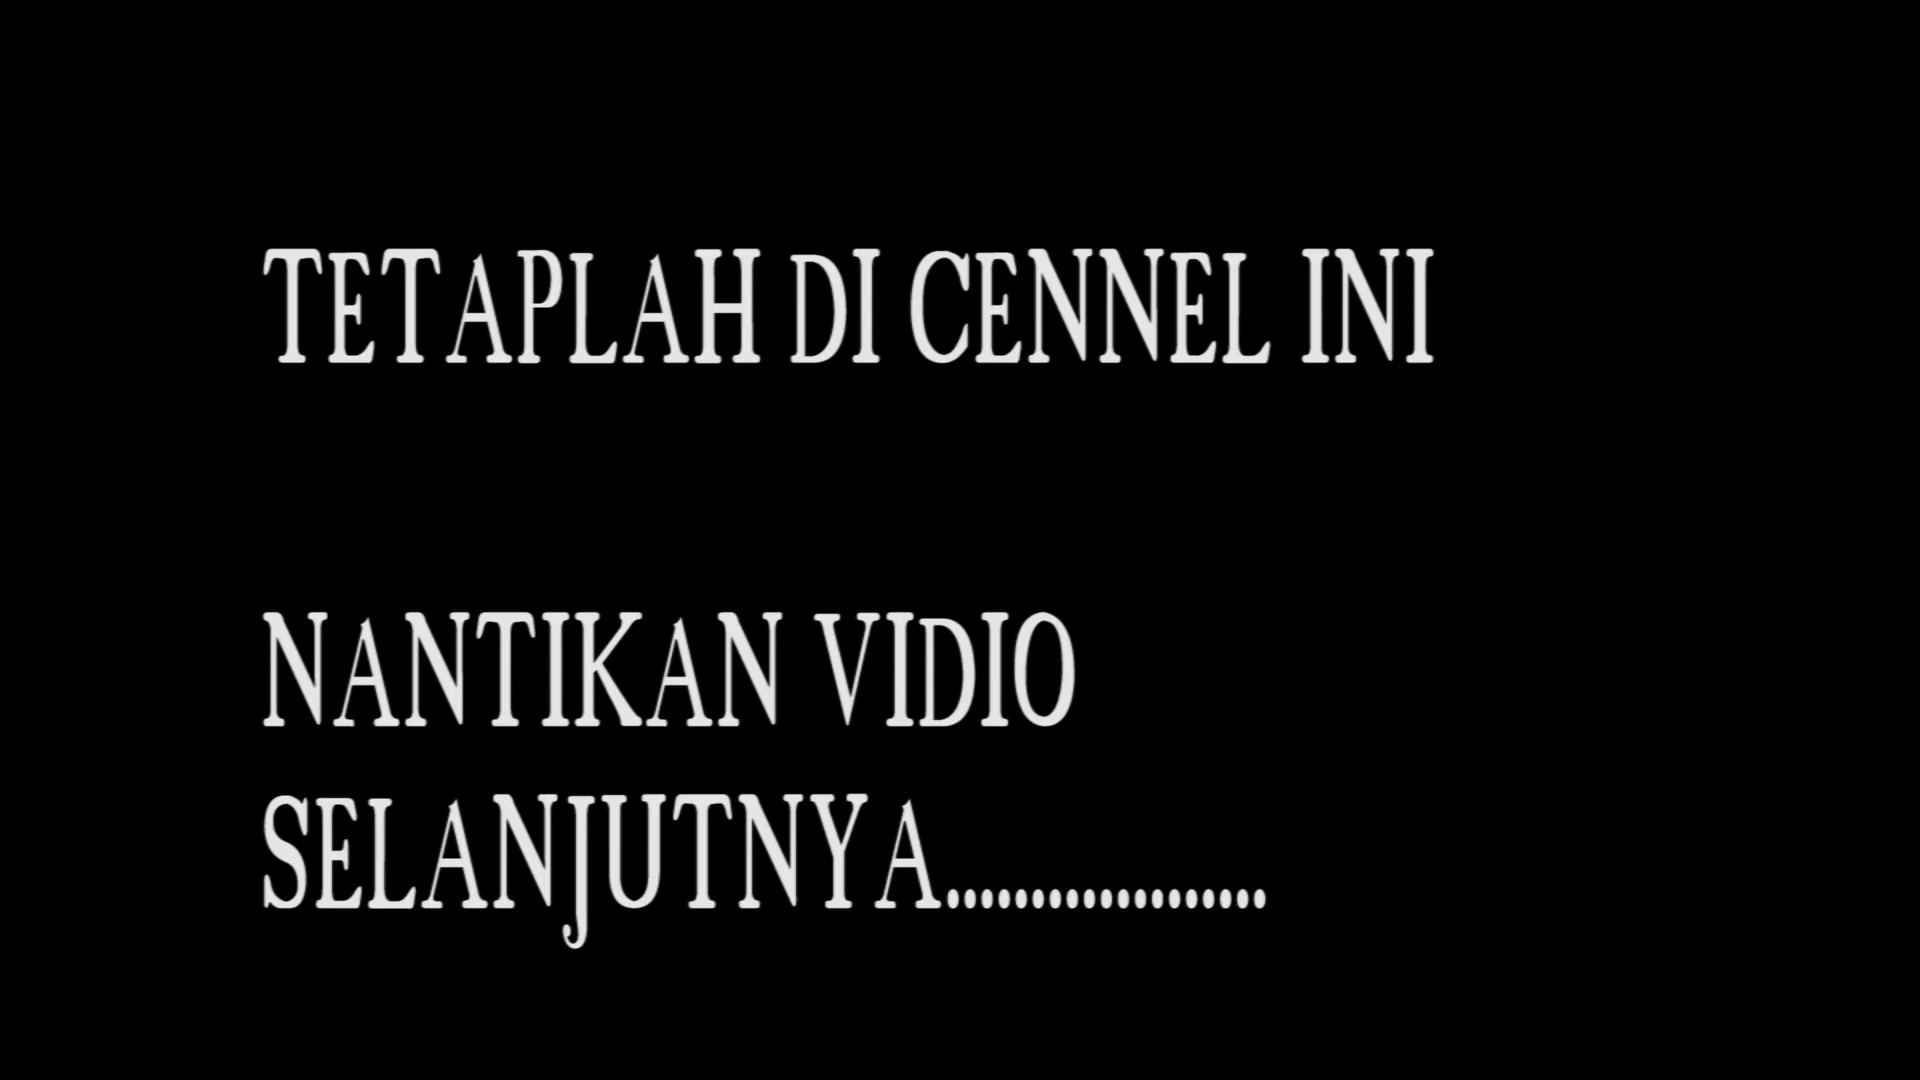 TETAPLAH DI CENNEL INI
NANTIKAN VIDIO
SELANJUTNYA...................